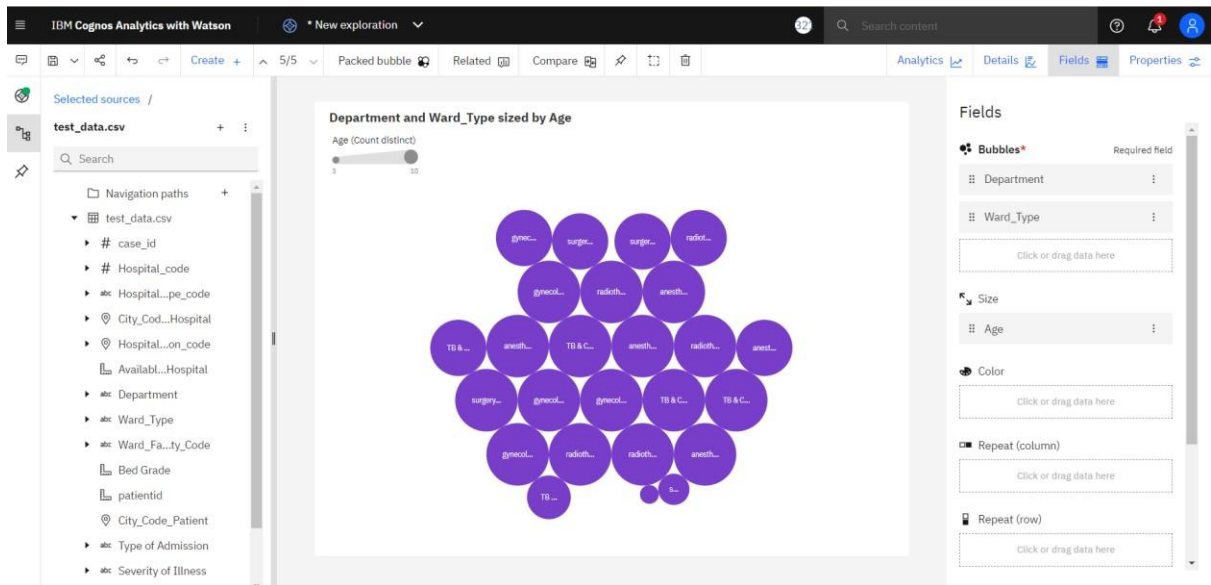 IBM Cognos Analytics with Watson
* New exploration
Search content
Create +
5/5
Packed bubble
Related
Compare
Analytics
Details
Fields
Properties
Selected sources /
test_data.csv
Search
Navigation paths +
test_data.csv
# case_id
# Hospital_code
abc Hospital...pe_code
City_Cod...Hospital
Hospital...on_code
Availabl...Hospital
abc Department
abc Ward_Type
abc Ward_Fa...ty_Code
Bed Grade
patientid
City_Code_Patient
abc Type of Admission
abc Severity of Illness
Department and Ward_Type sized by Age
Age (Count distinct)
3 10
gynec... surger... surger... radiot...
gynecol... radioth... anesth...
TB & ... anesth... TB & C... anesth... radioth... anest...
surgery... gynecol... gynecol... TB & C... TB & C...
gynecol... radioth... radioth... anesth...
TB ... s...
Fields
Bubbles* Required field
Department
Ward_Type
Click or drag data here
Size
Age
Color
Click or drag data here
Repeat (column)
Click or drag data here
Repeat (row)
Click or drag data here